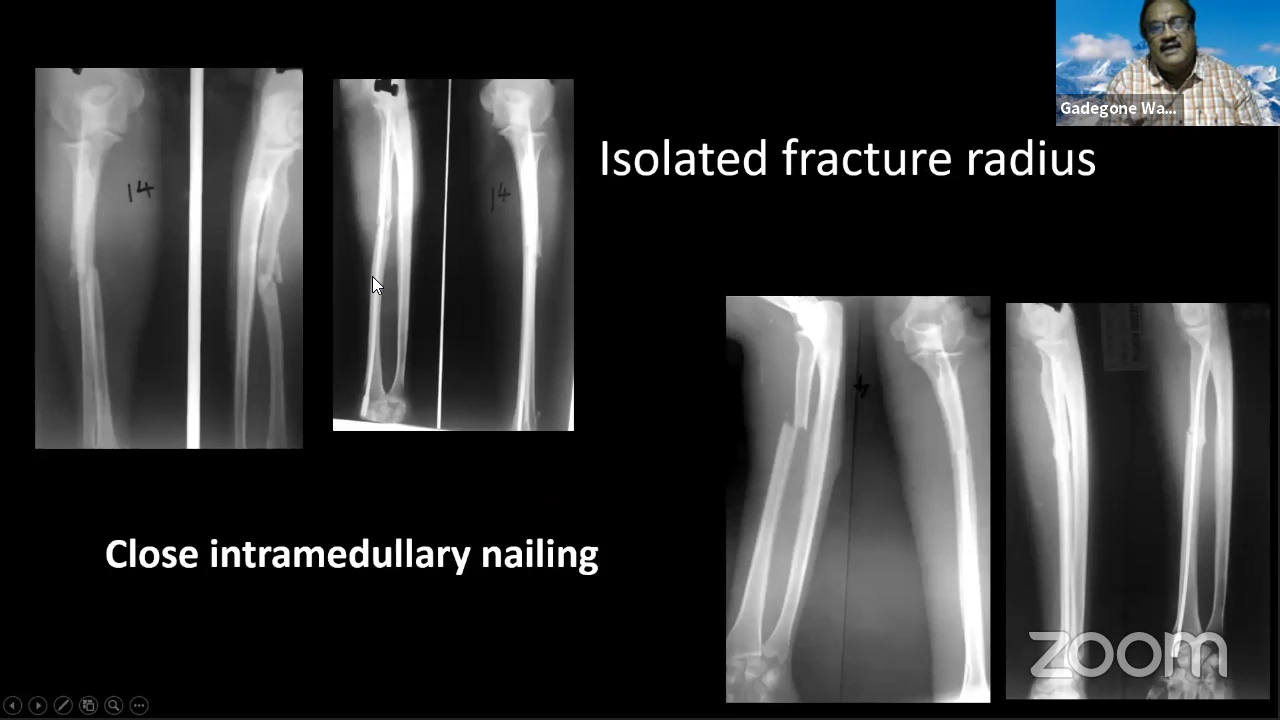 Gadegone Wa...
Isolated fracture radius
14
14
Close intramedullary nailing
zoom